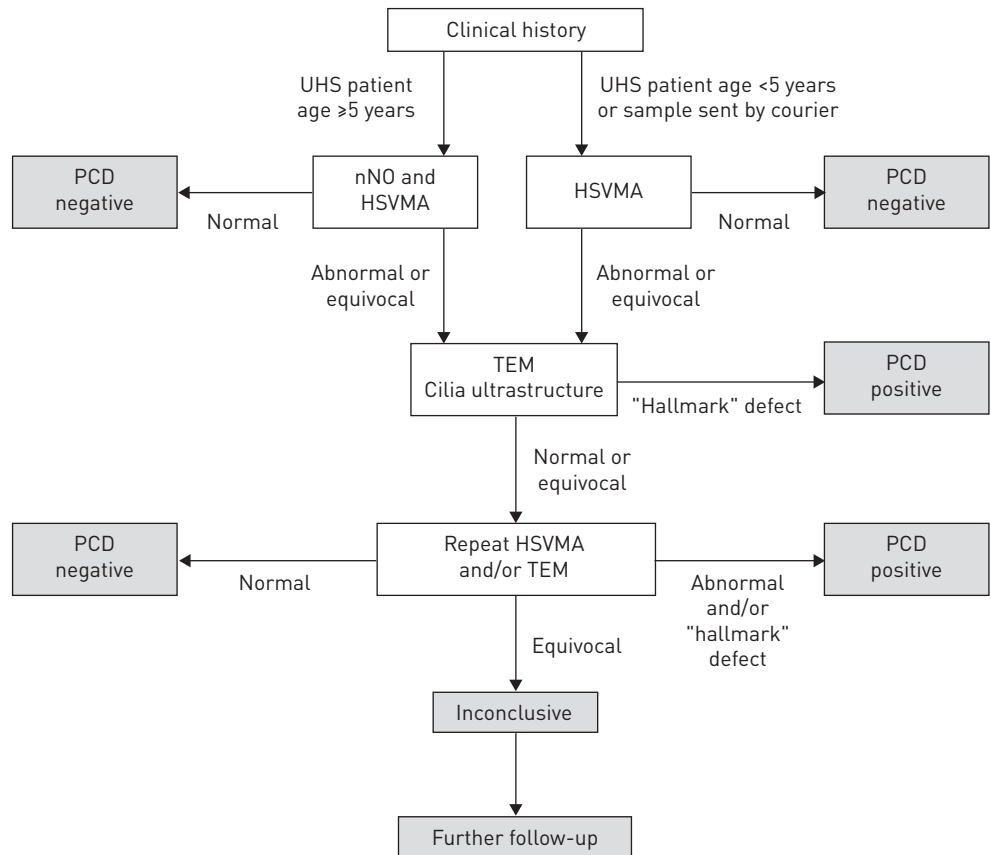 Clinical history
UHS patient
age ≥5 years
UHS patient age <5 years
or sample sent by courier
PCD
negative
Normal
nNO and
HSVMA
HSVMA
Normal
PCD
negative
Abnormal or
equivocal
Abnormal or
equivocal
TEM
Cilia ultrastructure
"Hallmark" defect
PCD
positive
Normal or
equivocal
PCD
negative
Normal
Repeat HSVMA
and/or TEM
Abnormal
and/or
"hallmark"
defect
PCD
positive
Equivocal
Inconclusive
Further follow-up